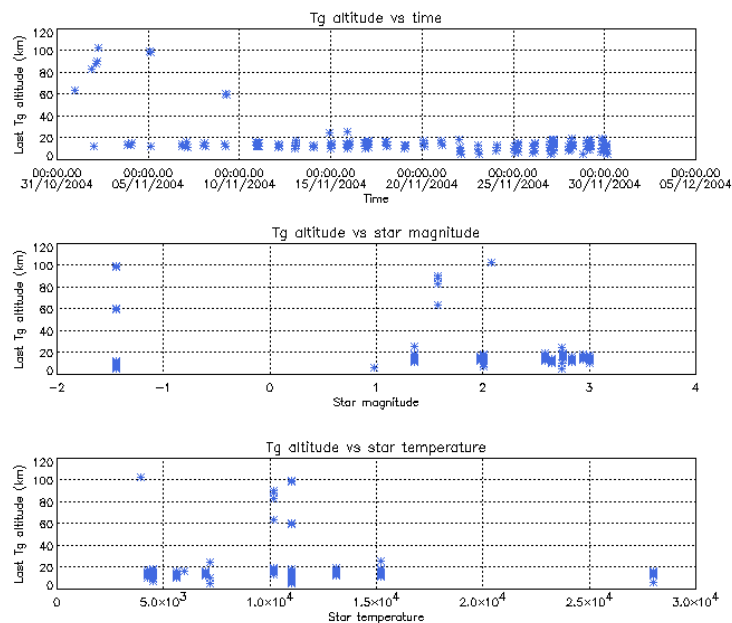 Tg altitude vs time
Last Tg altitude (km)
120
100
80
60
40
20
0
00:00.00 00:00.00 00:00.00 00:00.00 00:00.00 00:00.00 00:00.00 00:00.00
31/10/2004 05/11/2004 10/11/2004 15/11/2004 20/11/2004 25/11/2004 30/11/2004 05/12/2004
Time
Tg altitude vs star magnitude
Last Tg altitude (km)
120
100
80
60
40
20
0
-2 -1 0 1 2 3 4
Star magnitude
Tg altitude vs star temperature
Last Tg altitude (km)
120
100
80
60
40
20
0
0 5.0×10³ 1.0×10⁴ 1.5×10⁴ 2.0×10⁴ 2.5×10⁴ 3.0×10⁴
Star temperature